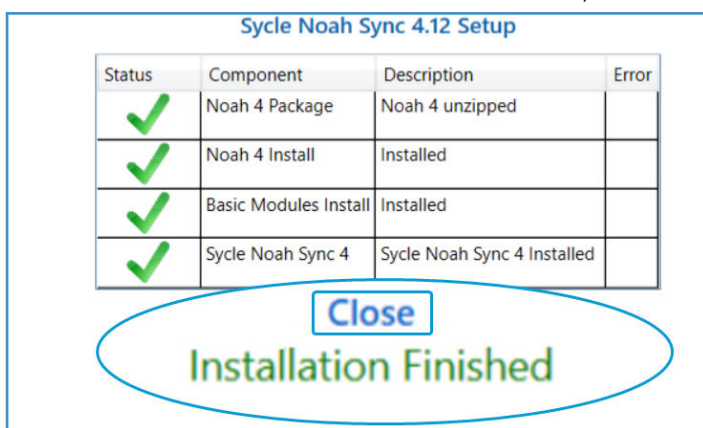 Sycle Noah Sync 4.12 Setup
Status Component Description Error
Noah 4 Package Noah 4 unzipped
Noah 4 Install Installed
Basic Modules Install Installed
Sycle Noah Sync 4 Sycle Noah Sync 4 Installed
Close
Installation Finished